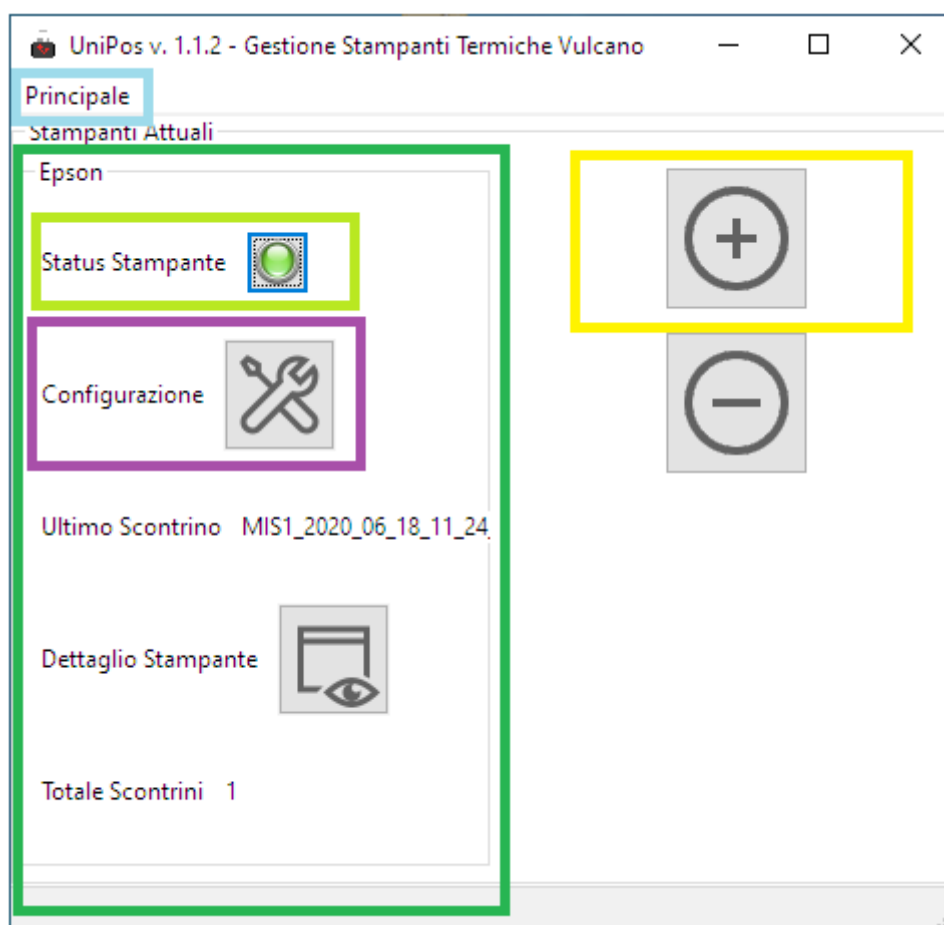 UniPos v. 1.1.2 - Gestione Stampanti Termiche Vulcano
Principale
Stampanti Attuali
Epson
Status Stampante
Configurazione
Ultimo Scontrino MIS1_2020_06_18_11_24_
Dettaglio Stampante
Totale Scontrini 1